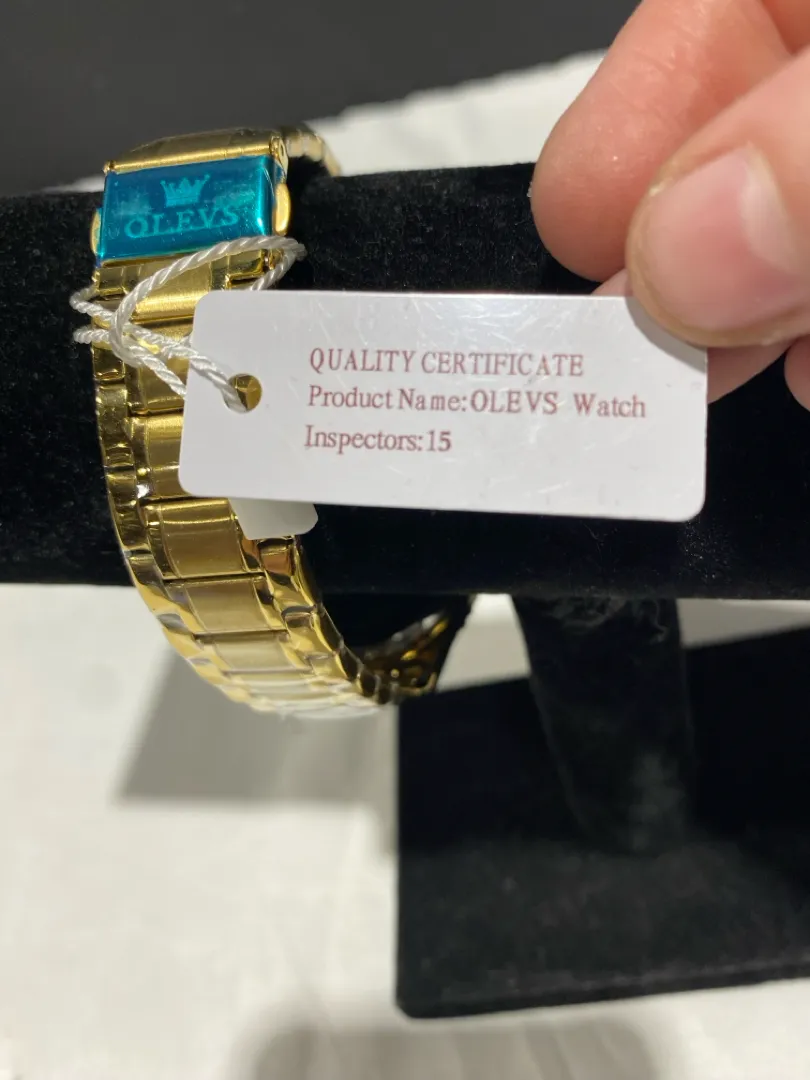 OLEVS
QUALITY CERTIFICATE
Product Name:OLEVS Watch
Inspectors:15